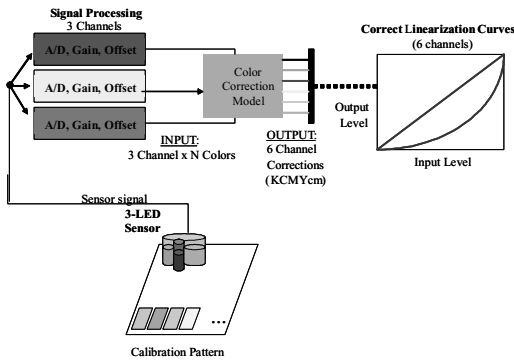 Signal Processing
3 Channels
A/D, Gain, Offset
A/D, Gain, Offset
A/D, Gain, Offset
Color
Correction
Model
INPUT:
3 Channel x N Colors
OUTPUT:
6 Channel
Corrections
(KCMYcm)
Correct Linearization Curves
(6 channels)
Output
Level
Input Level
Sensor signal
3-LED
Sensor
...
Calibration Pattern